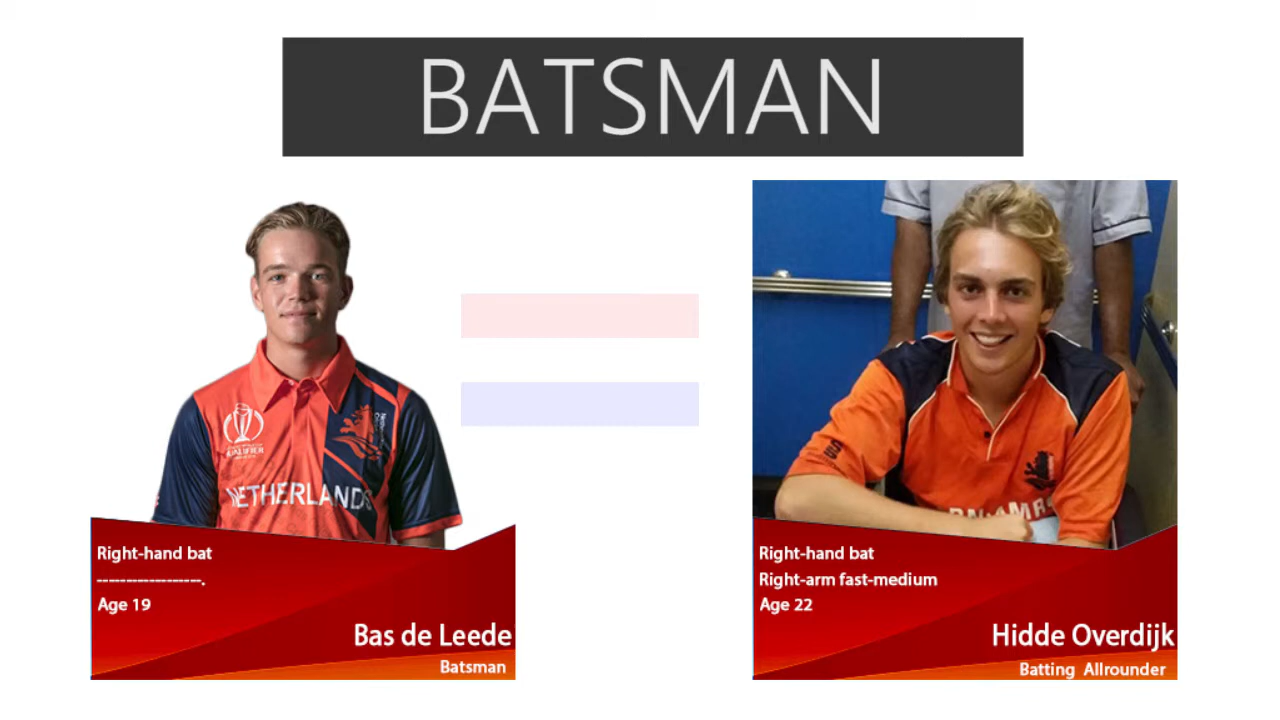 BATSMAN
QUALIFIER
NETHERLANDS
Right-hand bat
------------------.
Age 19
Bas de Leede
Batsman
Right-hand bat
Right-arm fast-medium
Age 22
Hidde Overdijk
Batting Allrounder